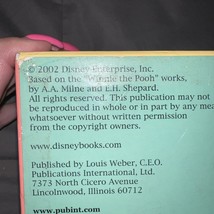 © 2002 Disney Enterprise, Inc.
Based on the "Winnie the Pooh" works,
by A.A. Milne and E.H. Shepard.
All rights reserved. This publication may not
be reproduced in whole or in part by any mea
whatsoever without written permission
from the copyright owners.
www.disneybooks.com
Published by Louis Weber, C.E.O.
Publications International, Ltd.
7373 North Cicero Avenue
Lincolnwood, Illinois 60712
www.pubint.com